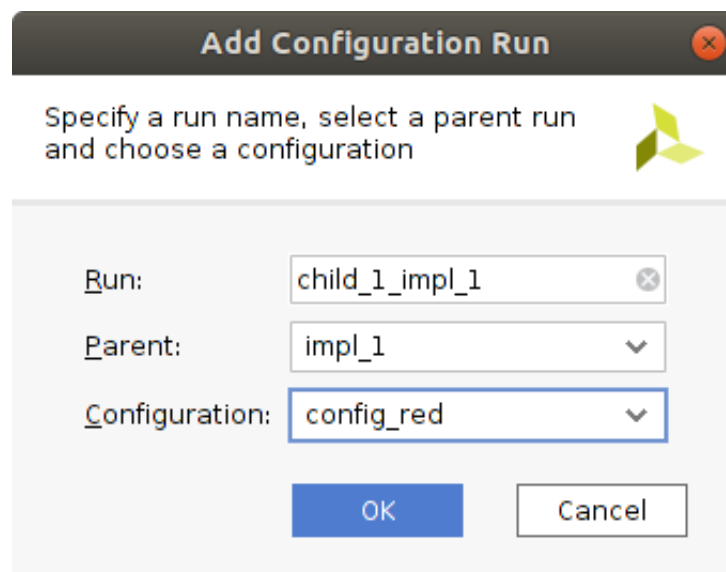 Add Configuration Run
Specify a run name, select a parent run
and choose a configuration
Run: child_1_impl_1
Parent: impl_1
Configuration: config_red
OK Cancel